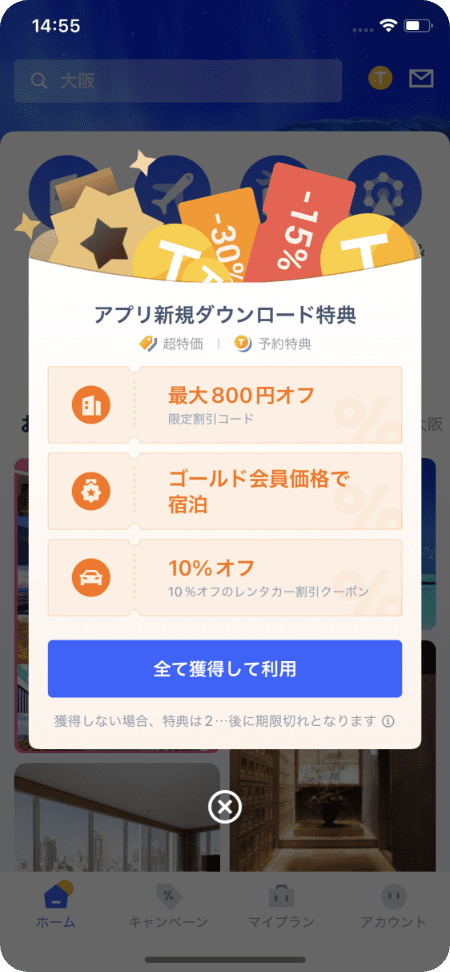 14:55
大阪
T
-30%
-15%
T
T
アプリ新規ダウンロード特典
超特価 | 予約特典
最大800円オフ
限定割引コード
大阪
ゴールド会員価格で
宿泊
10%オフ
10%オフのレンタカー割引クーポン
全て獲得して利用
獲得しない場合、特典は2…後に期限切れとなります
ホーム
キャンペーン
マイプラン
アカウント